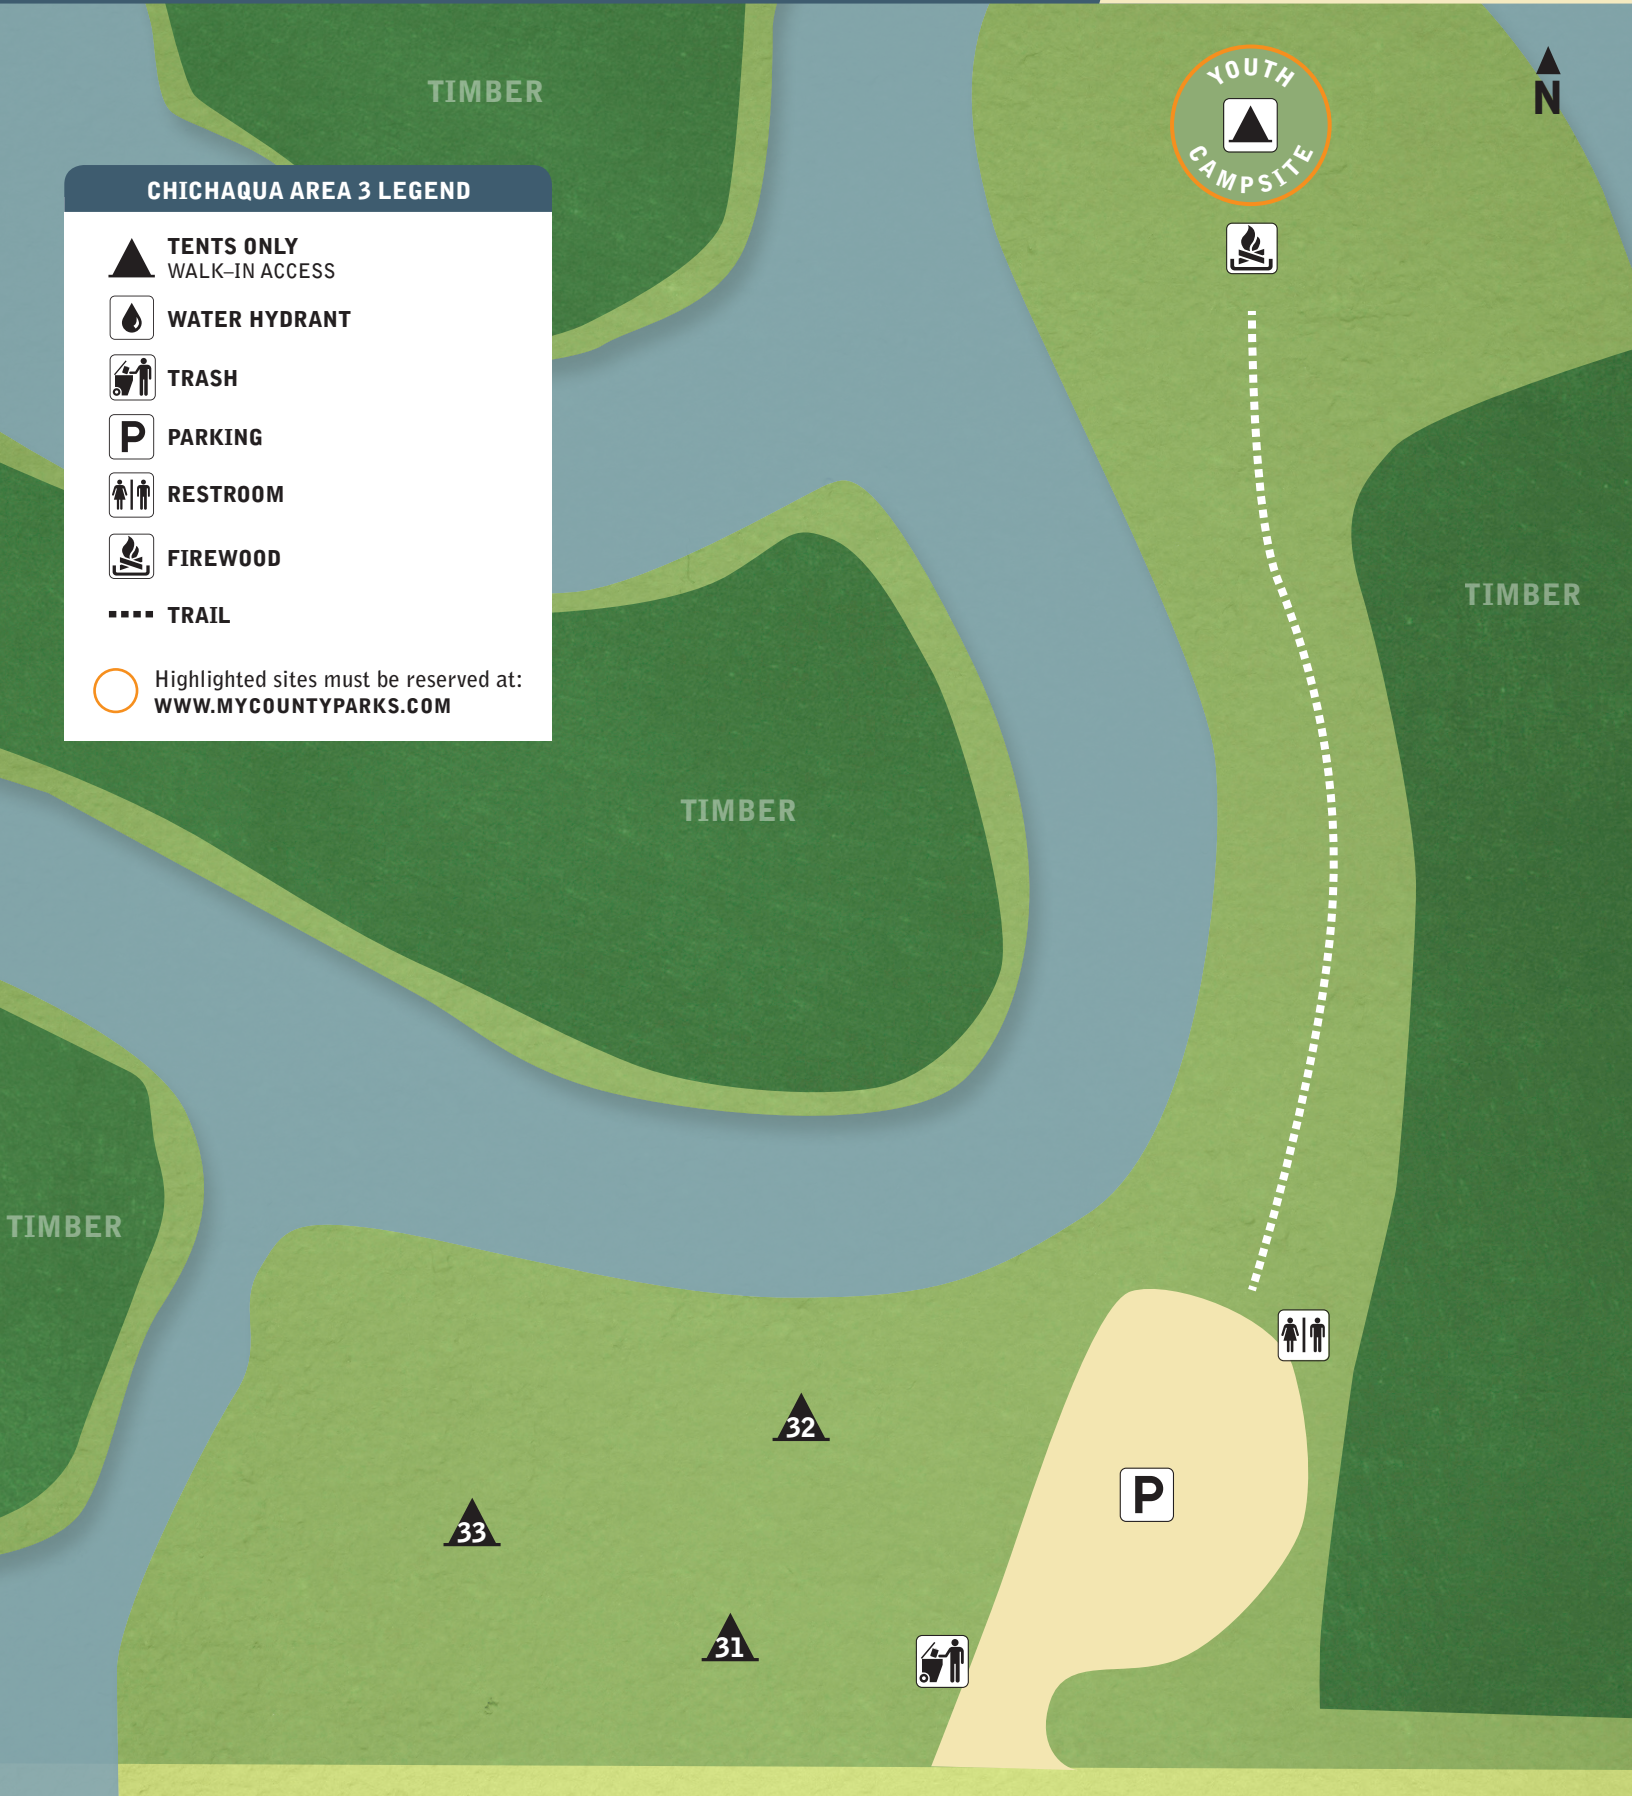 TIMBER
YOUTH
CAMPSITE
N
CHICHAQUA AREA 3 LEGEND
TENTS ONLY
WALK–IN ACCESS
WATER HYDRANT
TRASH
P PARKING
RESTROOM
FIREWOOD
TRAIL
Highlighted sites must be reserved at:
WWW.MYCOUNTYPARKS.COM
TIMBER
TIMBER
TIMBER
32
P
33
31